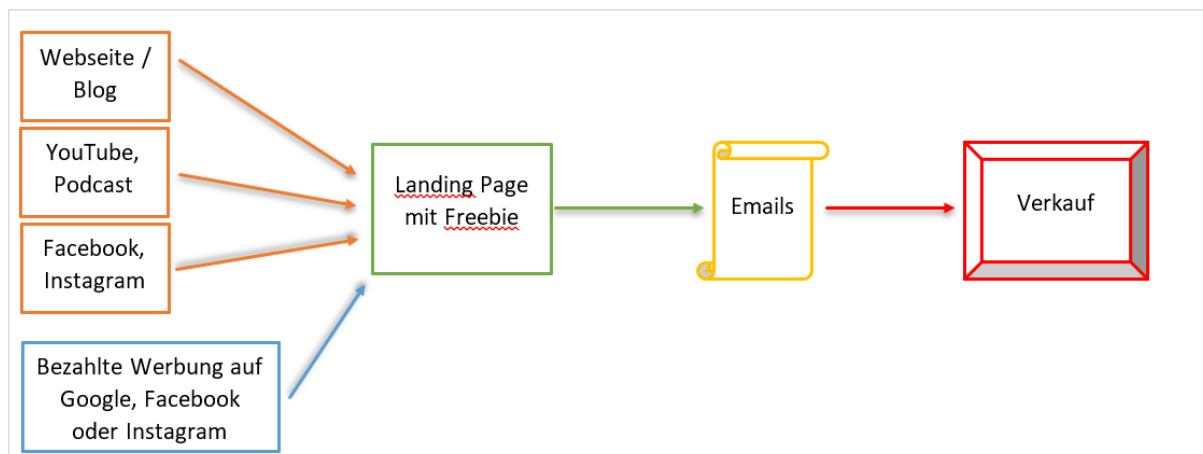 Webseite /
Blog
YouTube,
Podcast
Facebook,
Instagram
Bezahlte Werbung auf
Google, Facebook
oder Instagram
Landing Page
mit Freebie
Emails
Verkauf